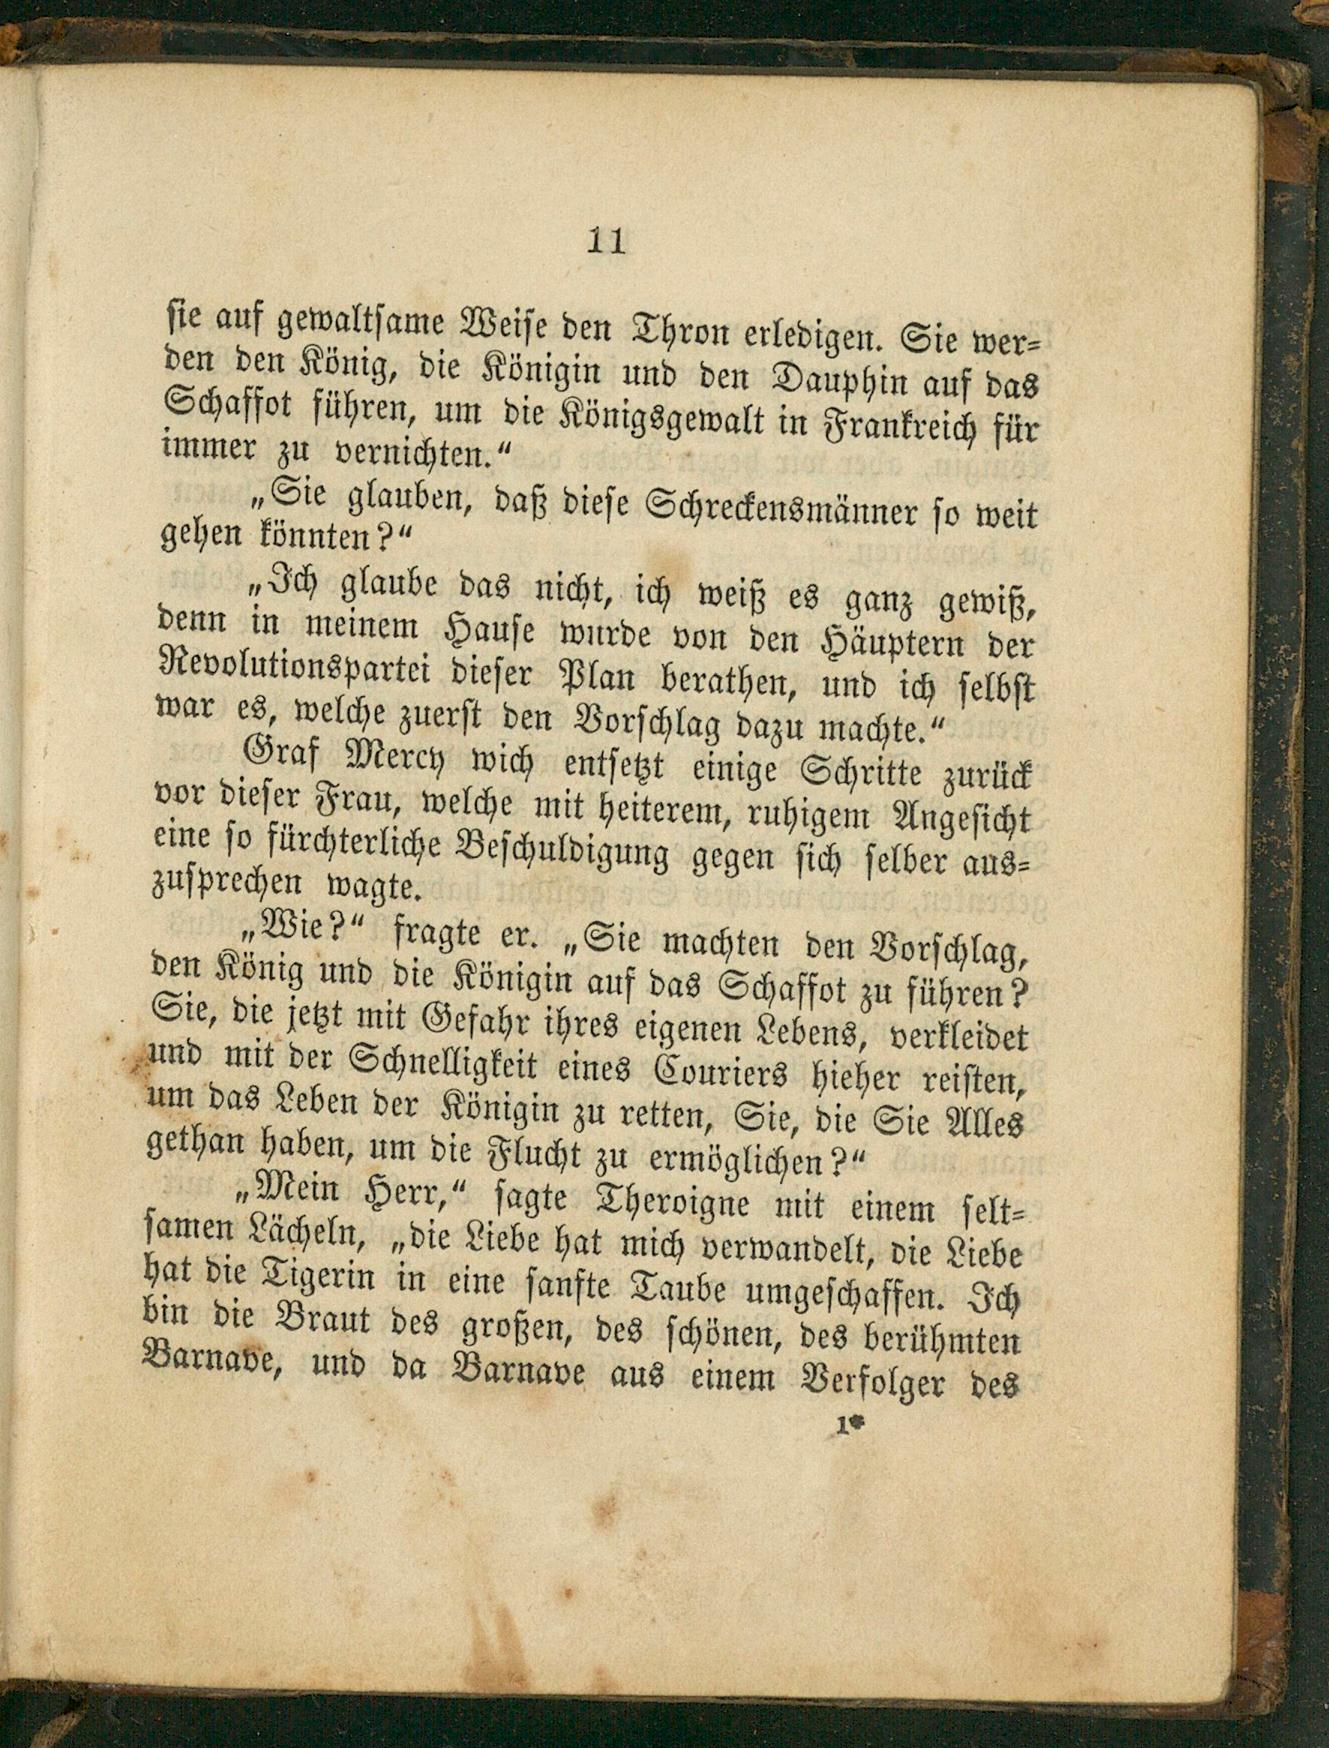 11
sie auf gewaltsame Weise den Thron erledigen. Sie wer-
den den König, die Königin und den Dauphin auf das
Schaffot führen, um die Königsgewalt in Frankreich für
immer zu vernichten.“
„Sie glauben, daß diese Schreckensmänner so weit
gehen könnten?“
„Ich glaube das nicht, ich weiß es ganz gewiß,
denn in meinem Hause wurde von den Häuptern der
Revolutionspartei dieser Plan berathen, und ich selbst
war es, welche zuerst den Vorschlag dazu machte.“
Graf Mercy wich entsetzt einige Schritte zurück
vor dieser Frau, welche mit heiterem, ruhigem Angesicht
eine so fürchterliche Beschuldigung gegen sich selber aus-
zusprechen wagte.
„Wie?“ fragte er. „Sie machten den Vorschlag,
den König und die Königin auf das Schaffot zu führen?
Sie, die jetzt mit Gefahr ihres eigenen Lebens, verkleidet
und mit der Schnelligkeit eines Couriers hieher reisten,
um das Leben der Königin zu retten, Sie, die Sie Alles
gethan haben, um die Flucht zu ermöglichen?“
„Mein Herr,“ sagte Theroigne mit einem selt-
samen Lächeln, „die Liebe hat mich verwandelt, die Liebe
hat die Tigerin in eine sanfte Taube umgeschaffen. Ich
bin die Braut des großen, des schönen, des berühmten
Barnave, und da Barnave aus einem Verfolger des
1*